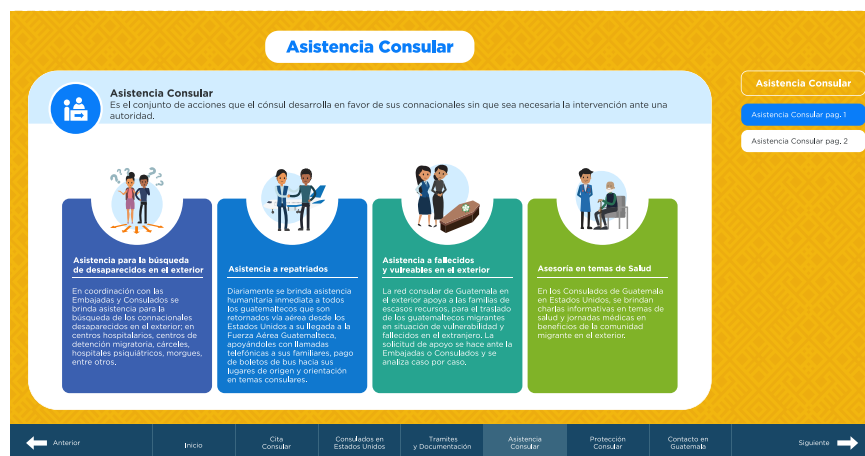 Asistencia Consular
Asistencia Consular
Es el conjunto de acciones que el cónsul desarrolla en favor de sus connacionales sin que sea necesaria la intervención ante una
autoridad.
Asistencia para la búsqueda
de desaparecidos en el exterior
En coordinación con las
Embajadas y Consulados se
brinda asistencia para la
búsqueda de los connacionales
desaparecidos en el exterior; en
centros hospitalarios, centros de
detención migratoria, cárceles,
hospitales psiquiátricos, morgues,
entre otros.
Asistencia a repatriados
Diariamente se brinda asistencia
humanitaria inmediata a todos
los guatemaltecos que son
retornados vía aérea desde los
Estados Unidos a su llegada a la
Fuerza Aérea Guatemalteca,
apoyándoles con llamadas
telefónicas a sus familiares, pago
de boletos de bus hacia sus
lugares de origen y orientación
en temas consulares.
Asistencia a fallecidos
y vulreables en el exterior
La red consular de Guatemala en
el exterior apoya a las familias de
escasos recursos, para el traslado
de los guatemaltecos migrantes
en situación de vulnerabilidad y
fallecidos en el extranjero. La
solicitud de apoyo se hace ante la
Embajadas o Consulados y se
analiza caso por caso.
Asesoría en temas de Salud
En los Consulados de Guatemala
en Estados Unidos, se brindan
charlas informativas en temas de
salud y jornadas médicas en
beneficios de la comunidad
migrante en el exterior.
Asistencia Consular
Asistencia Consular pag. 1
Asistencia Consular pag. 2
Anterior
Inicio
Cita
Consular
Consulados en
Estados Unidos
Tramites
y Documentación
Asistencia
Consular
Protección
Consular
Contacto en
Guatemala
Siguiente